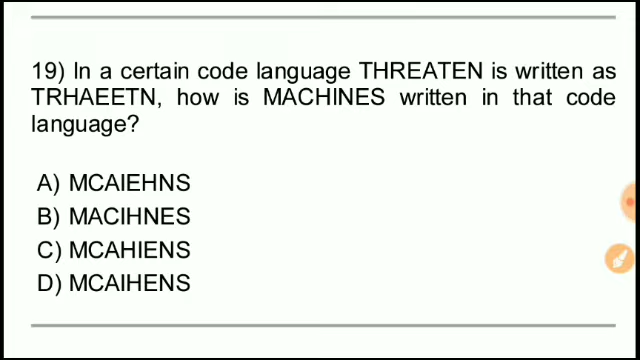 19) In a certain code language THREATEN is written as
TRHAEETN, how is MACHINES written in that code
language?
A) MCAIEHNS
B) MACIHNES
C) MCAHIENS
D) MCAIHENS